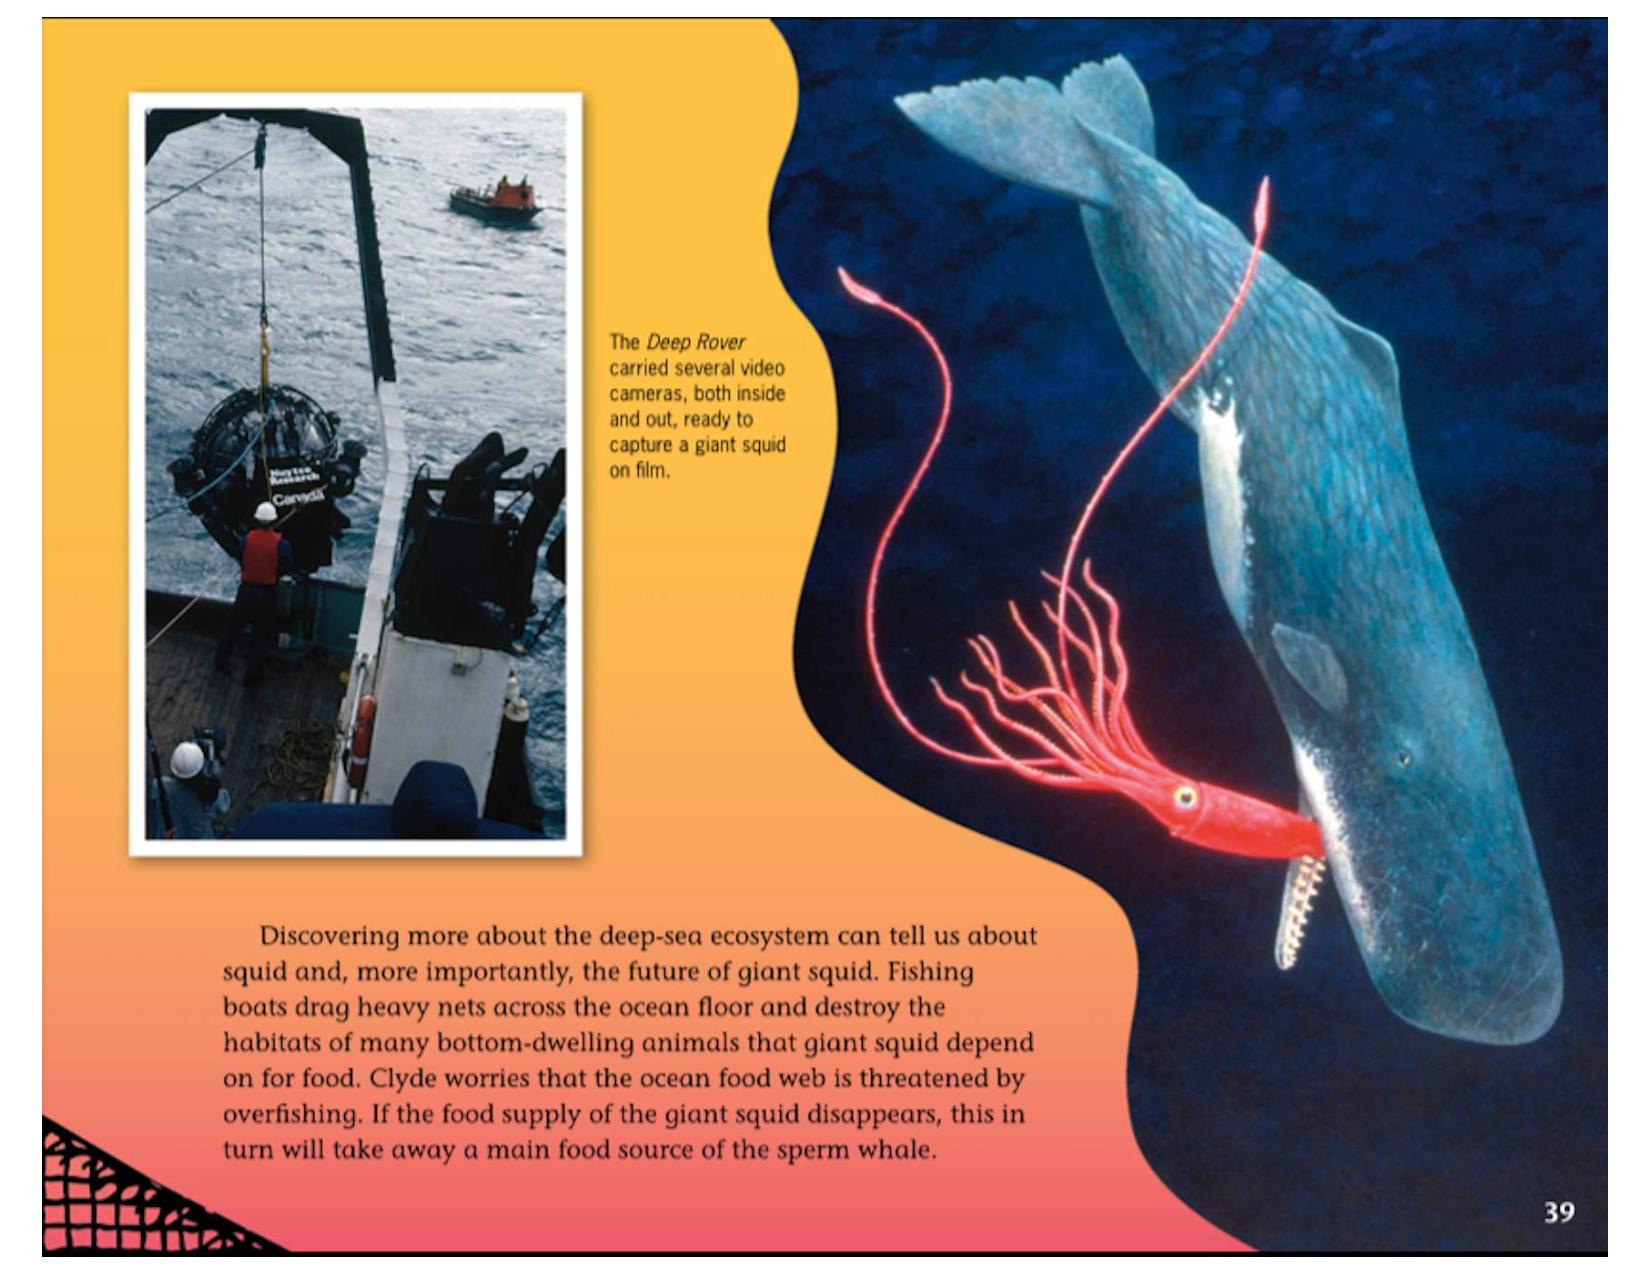 The Deep Rover
carried several video
cameras, both inside
and out, ready to
capture a giant squid
on film.
Nuytco
Research
Canada
Discovering more about the deep-sea ecosystem can tell us about
squid and, more importantly, the future of giant squid. Fishing
boats drag heavy nets across the ocean floor and destroy the
habitats of many bottom-dwelling animals that giant squid depend
on for food. Clyde worries that the ocean food web is threatened by
overfishing. If the food supply of the giant squid disappears, this in
turn will take away a main food source of the sperm whale.
39